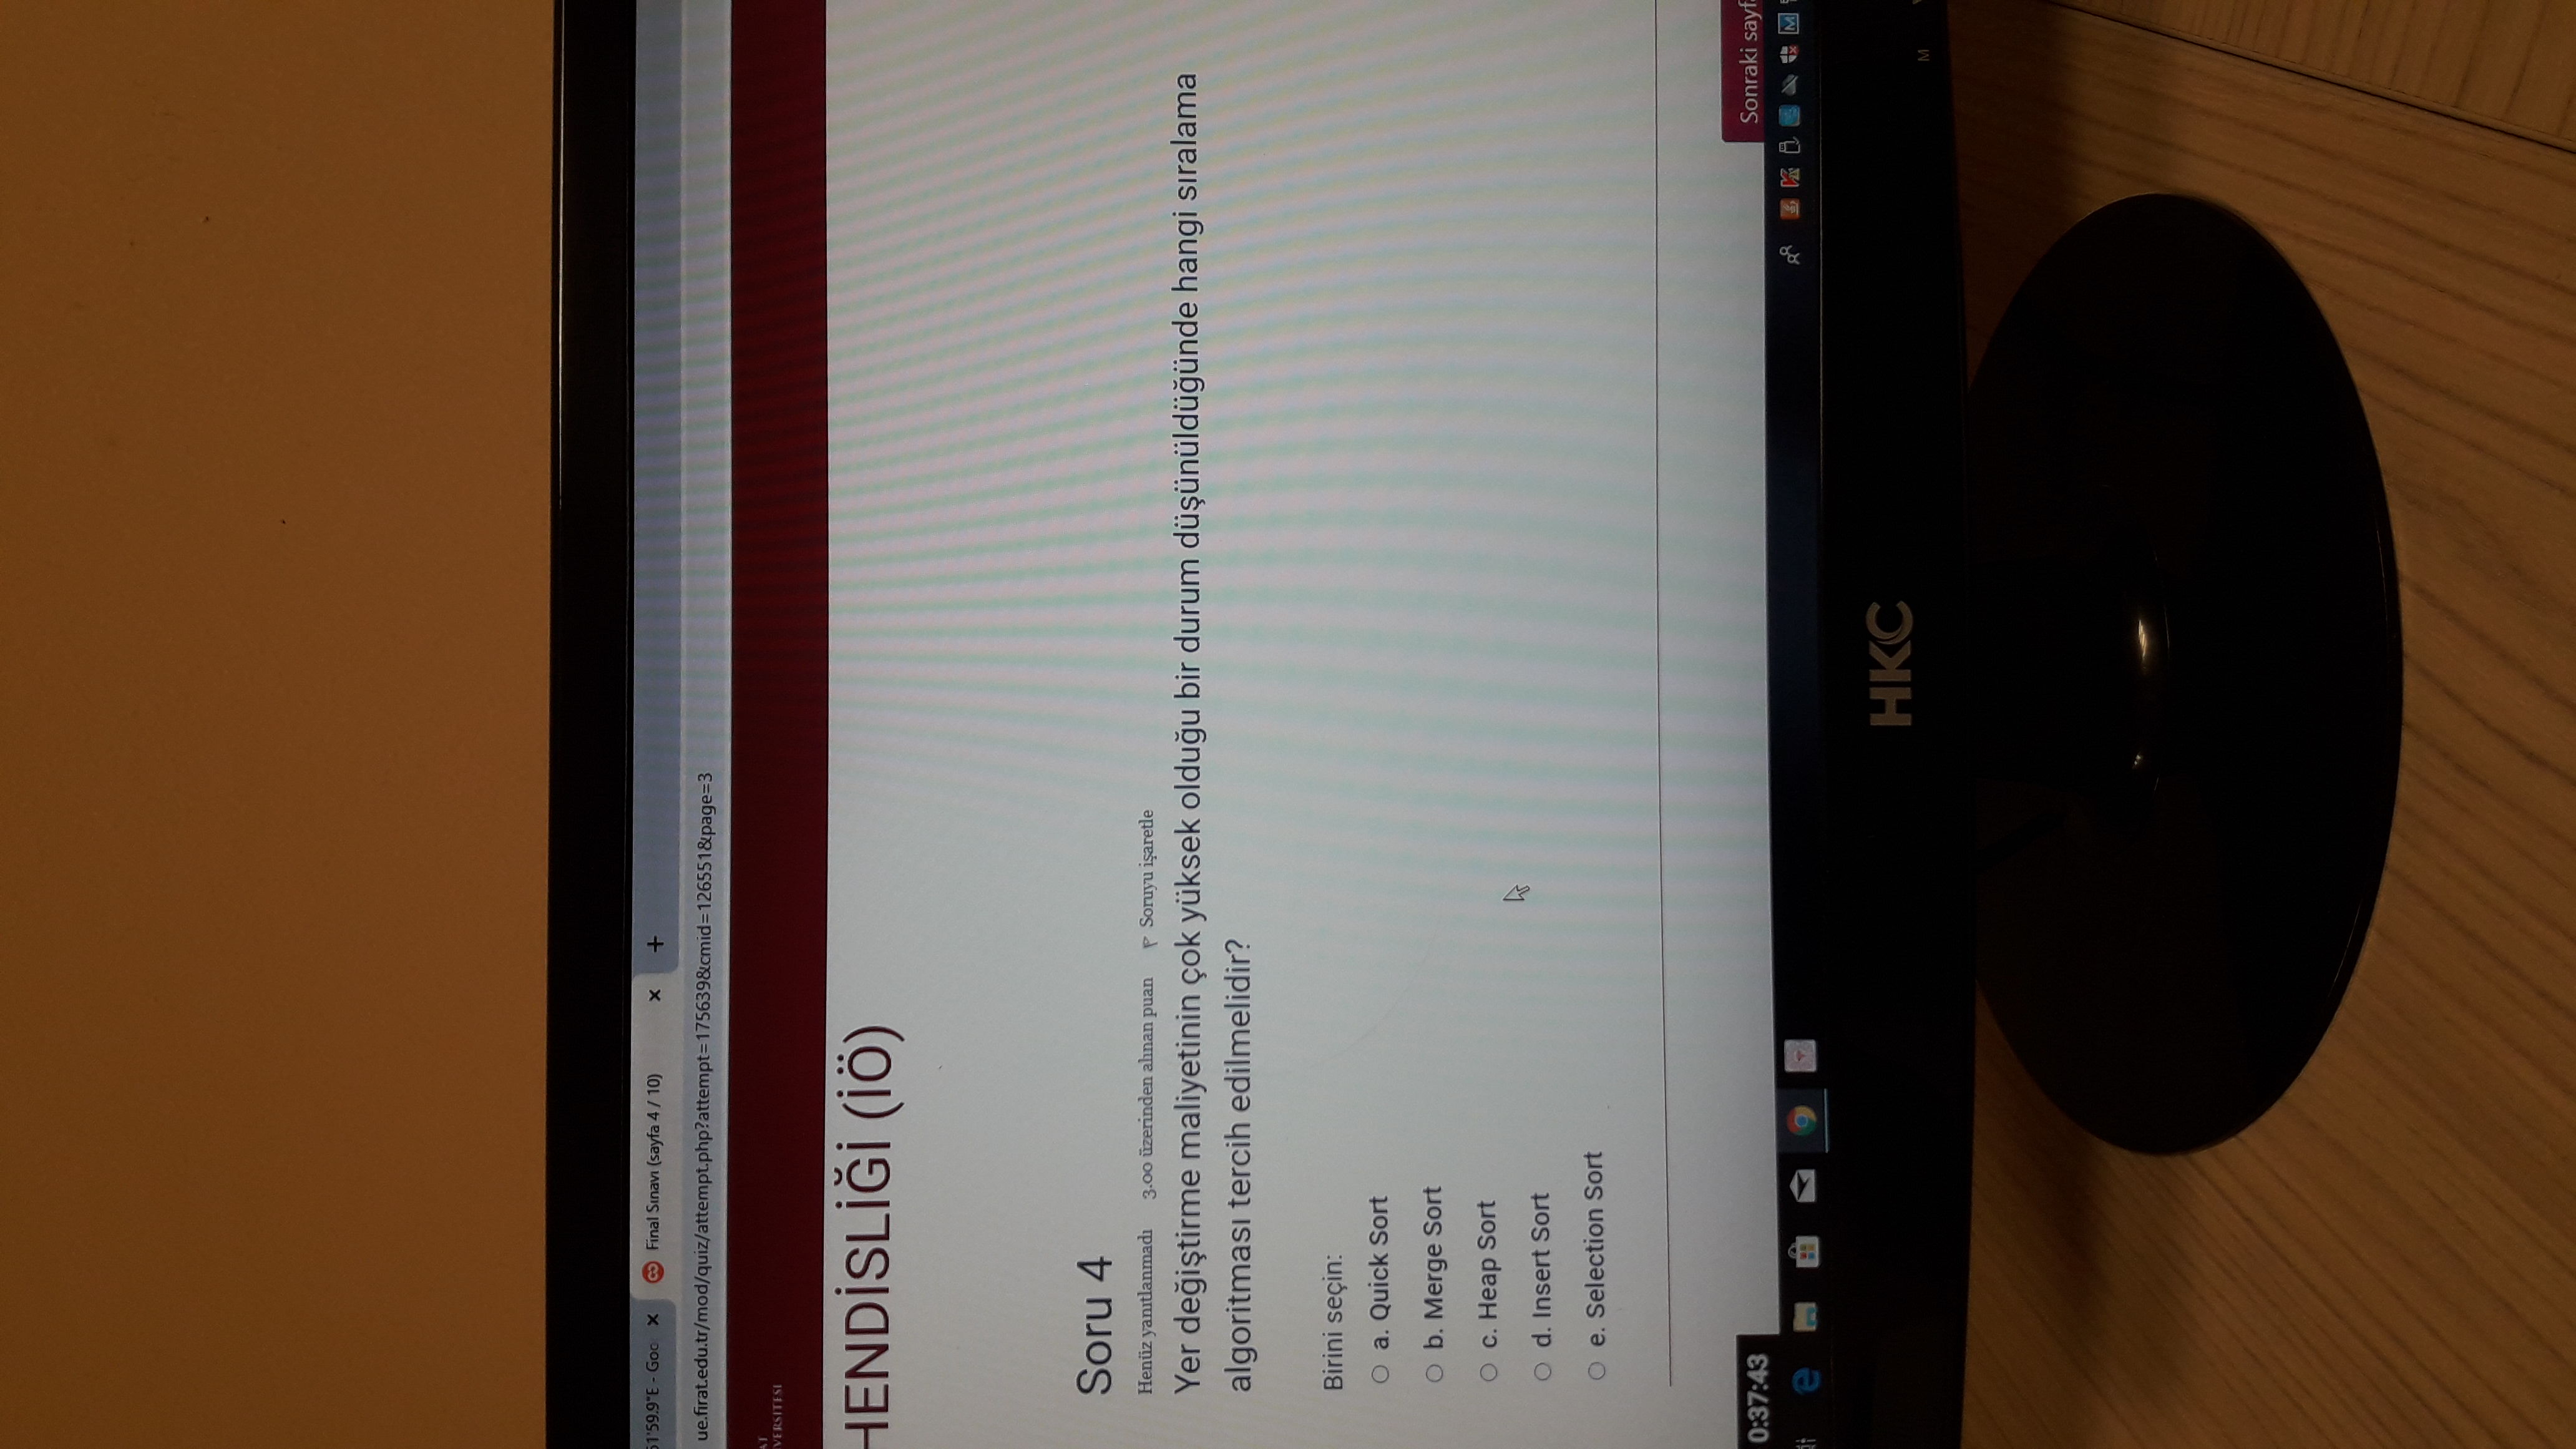 51'59.9"E - Goo
Final Sınavı (sayfa 4 / 10)
ue.firat.edu.tr/mod/quiz/attempt.php?attempt=175639&cmid=126551&page=3
AT
VERSİTESİ
HENDİSLİĞİ (İÖ)
Soru 4
Henüz yanıtlanmadı 3.00 üzerinden alınan puan Soruyu işaretle
Yer değiştirme maliyetinin çok yüksek olduğu bir durum düşünüldüğünde hangi sıralama
algoritması tercih edilmelidir?
Birini seçin:
a. Quick Sort
b. Merge Sort
c. Heap Sort
d. Insert Sort
e. Selection Sort
0:37:43
Sonraki sayf
HKC
M